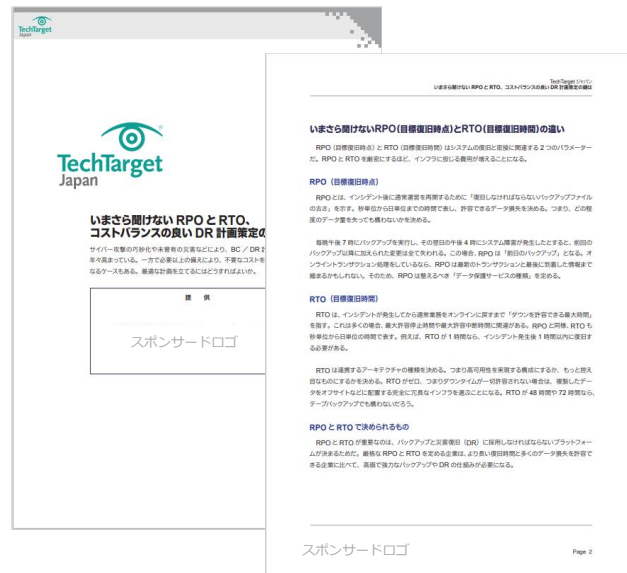 TechTarget
Japan
TechTarget
Japan
いまさら聞けない RPO と RTO、
コストバランスの良い DR 計画策定の
サイバー攻撃の巧妙化や未曾有の災害などにより、BC / DR 計
年々高まっている。一方で必要以上の備えにより、不要なコストを
なるケースもある。最適な計画を立てるにはどうすればよいか。
提 供
スポンサードロゴ
TechTarget ジャパン
いまさら聞けない RPO と RTO、コストバランスの良い DR 計画策定の鍵は
いまさら聞けないRPO(目標復旧時点)とRTO(目標復旧時間)の違い
RPO（目標復旧時点）と RTO（目標復旧時間）はシステムの復旧と密接に関連する 2 つのパラメーター
だ。RPO と RTO を厳密にするほど、インフラに投じる費用が増えることになる。
RPO（目標復旧時点）
RPO とは、インシデント後に通常運営を再開するために「復旧しなければならないバックアップファイル
の古さ」を示す。秒単位から日単位までの時間で表し、許容できるデータ損失を決める。つまり、どの程
度のデータ量を失っても構わないかを決める。
毎晩午後 7 時にバックアップを実行し、その翌日の午後 4 時にシステム障害が発生したとすると、前回の
バックアップ以降に加えられた変更は全て失われる。この場合、RPO は「前日のバックアップ」となる。オ
ンライントランザクション処理をしているなら、RPO は最新のトランザクションと最後に到着した情報まで
縮まるかもしれない。そのため、RPO は整えるべき「データ保護サービスの種類」を定める。
RTO（目標復旧時間）
RTO は、インシデントが発生してから通常業務をオンラインに戻すまで「ダウンを許容できる最大時間」
を指す。これは多くの場合、最大許容停止時間や最大許容中断時間に関連がある。RPO と同様、RTO も
秒単位から日単位の時間で表す。例えば、RTO が 1 時間なら、インシデント発生後 1 時間以内に復旧す
る必要がある。
RTO は連携するアーキテクチャの種類を決める。つまり高可用性を実現する構成にするか、もっと控え
目なものにするかを決める。RTO がゼロ、つまりダウンタイムが一切許容されない場合は、複製したデー
タをオフサイトなどに配置する完全に冗長なインフラを選ぶことになる。RTO が 48 時間や 72 時間なら、
テープバックアップでも構わないだろう。
RPO と RTO で決められるもの
RPO と RTO が重要なのは、バックアップと災害復旧（DR）に採用しなければならないプラットフォー
ムが決まるためだ。厳格な RPO と RTO を定める企業は、より長い復旧時間と多くのデータ損失を許容で
きる企業に比べて、高価で強力なバックアップや DR の仕組みが必要になる。
スポンサードロゴ
Page 2